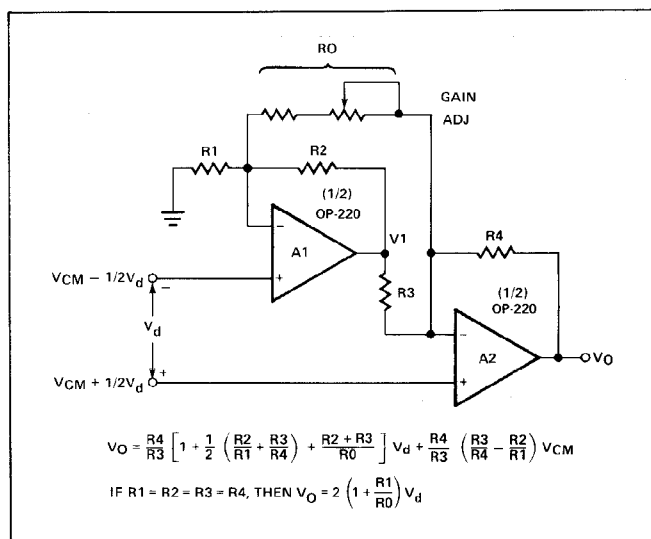 RO
GAIN
ADJ
R1
R2
(1/2)
OP-220
A1
V1
R3
R4
(1/2)
OP-220
A2
VCM − 1/2Vd
−
Vd
+
VCM + 1/2Vd
−
+
−
+
VO
VO = R4/R3 [1 + 1/2 (R2/R1 + R3/R4) + R2 + R3/R0] Vd + R4/R3 (R3/R4 − R2/R1) VCM
IF R1 = R2 = R3 = R4, THEN VO = 2 (1 + R1/R0) Vd